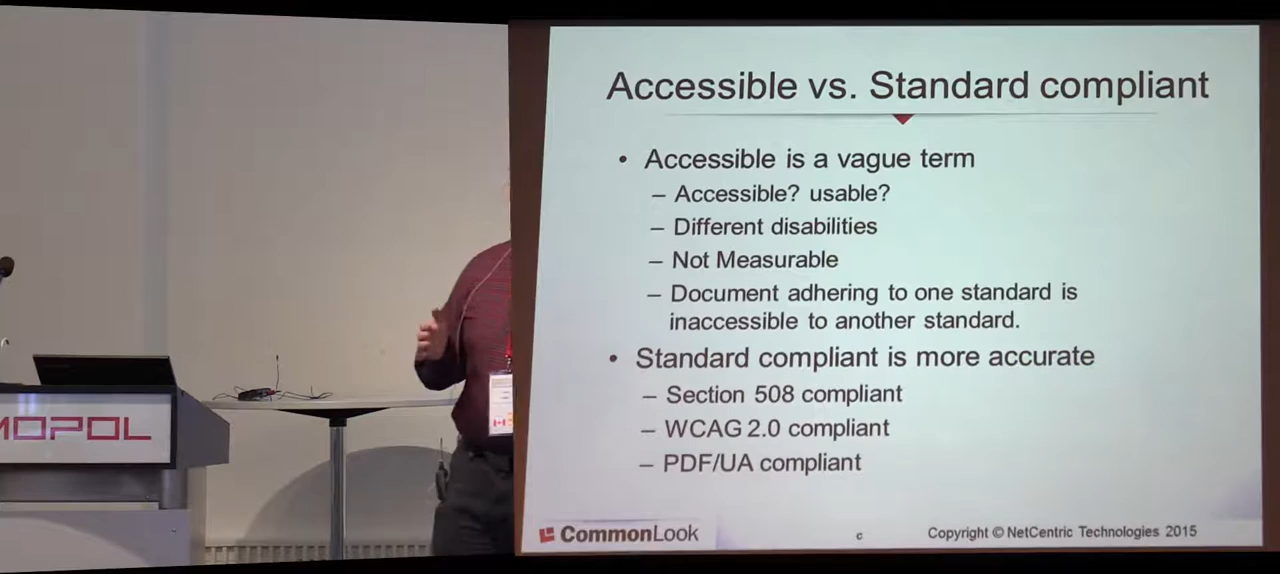 Accessible vs. Standard compliant
• Accessible is a vague term
– Accessible? usable?
– Different disabilities
– Not Measurable
– Document adhering to one standard is
inaccessible to another standard.
• Standard compliant is more accurate
– Section 508 compliant
– WCAG 2.0 compliant
– PDF/UA compliant
CommonLook
c
Copyright © NetCentric Technologies 2015
MOPOL